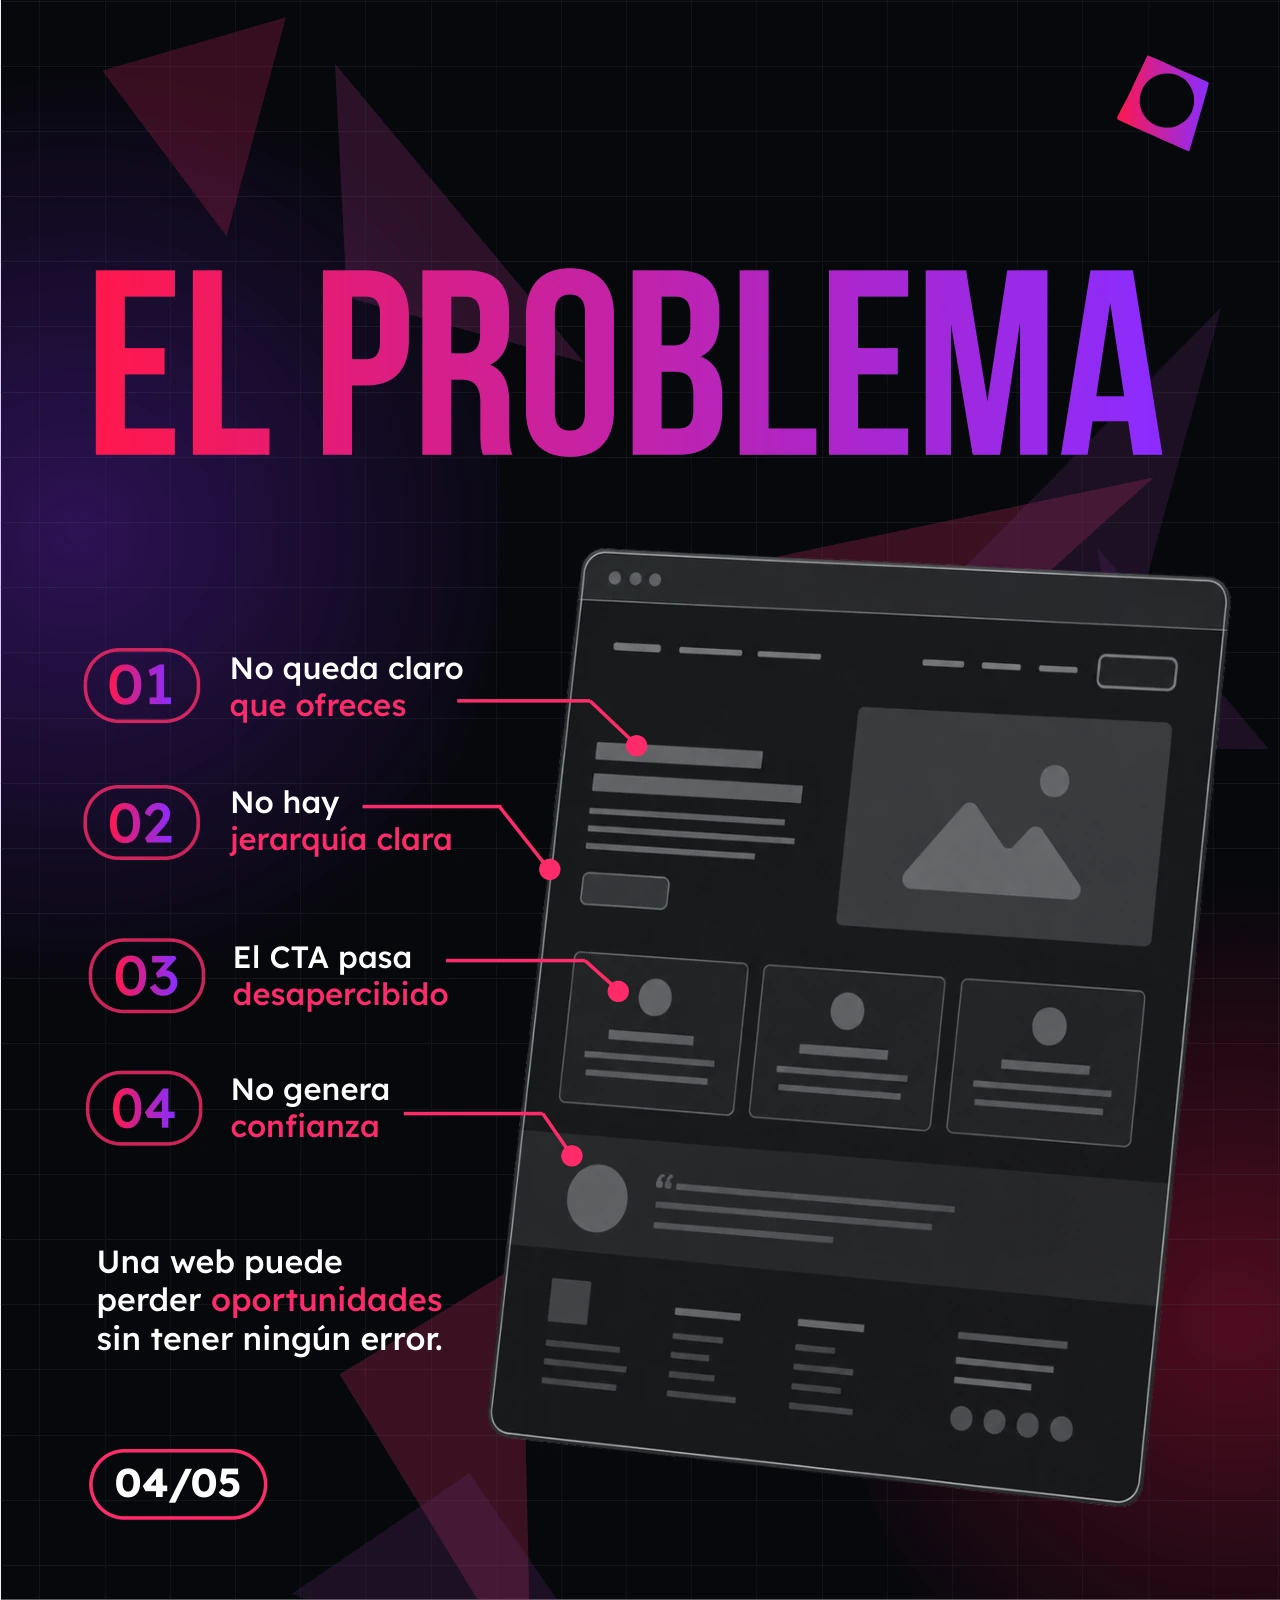 EL PROBLEMA
01
No queda claro
que ofreces
02
No hay
jerarquía clara
03
El CTA pasa
desapercibido
04
No genera
confianza
“
Una web puede
perder oportunidades
sin tener ningún error.
04/05